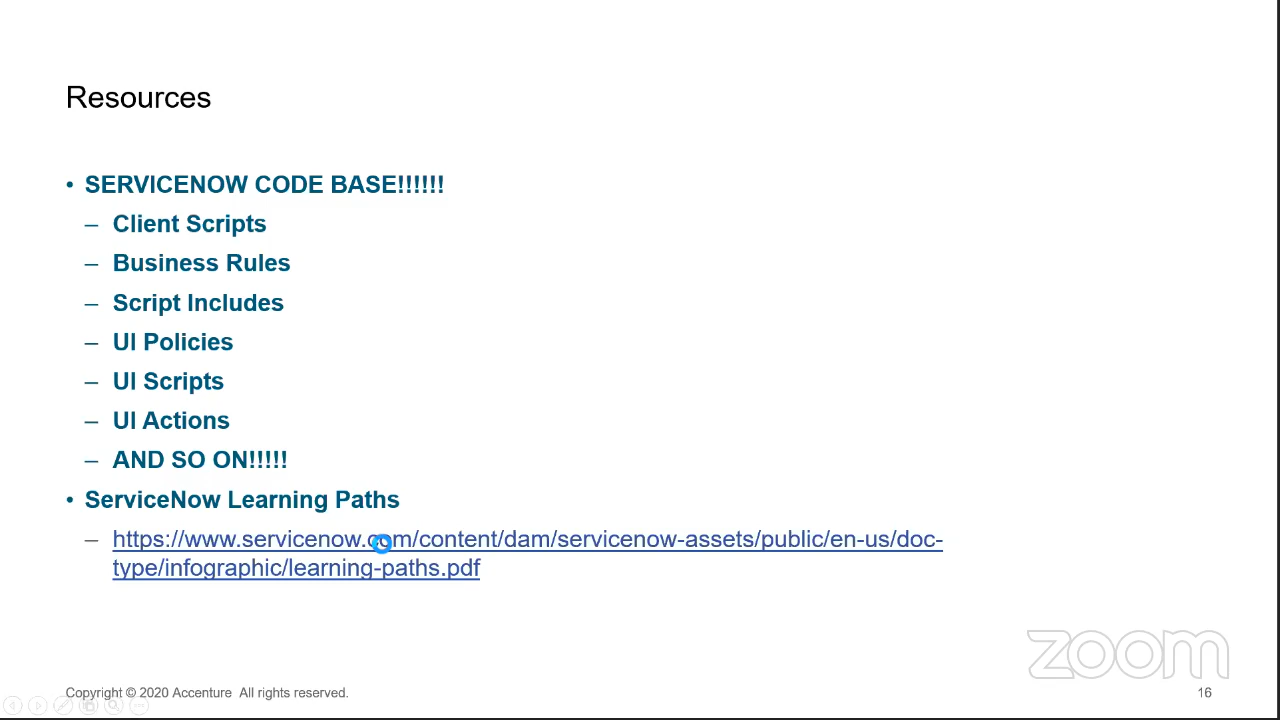 Resources
• SERVICENOW CODE BASE!!!!!!
– Client Scripts
– Business Rules
– Script Includes
– UI Policies
– UI Scripts
– UI Actions
– AND SO ON!!!!!
• ServiceNow Learning Paths
– https://www.servicenow.com/content/dam/servicenow-assets/public/en-us/doc-
type/infographic/learning-paths.pdf
zoom
Copyright © 2020 Accenture All rights reserved.
16